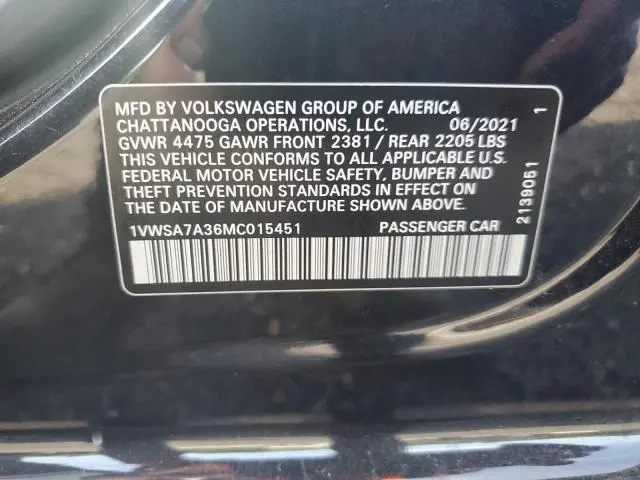 MFD BY VOLKSWAGEN GROUP OF AMERICA
CHATTANOOGA OPERATIONS, LLC. 06/2021
GVWR 4475 GAWR FRONT 2381 / REAR 2205 LBS
THIS VEHICLE CONFORMS TO ALL APPLICABLE U.S.
FEDERAL MOTOR VEHICLE SAFETY, BUMPER AND
THEFT PREVENTION STANDARDS IN EFFECT ON
THE DATE OF MANUFACTURE SHOWN ABOVE.
1VWSA7A36MC015451 PASSENGER CAR
2139051 1